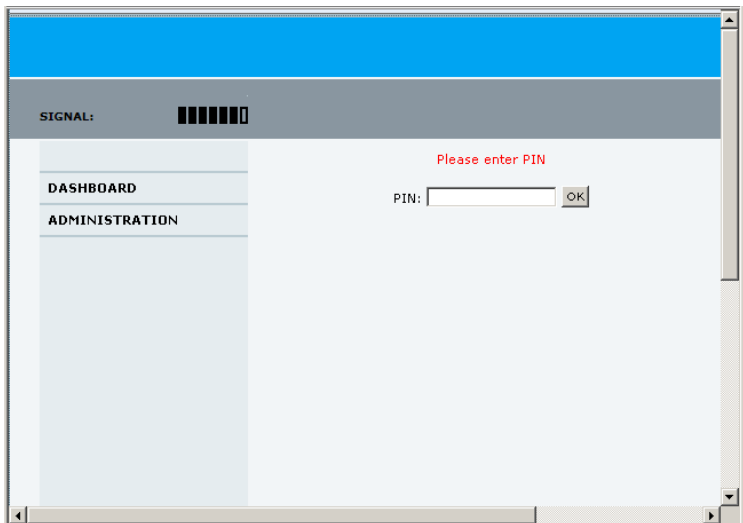 SIGNAL:
Please enter PIN
DASHBOARD
PIN:
OK
ADMINISTRATION